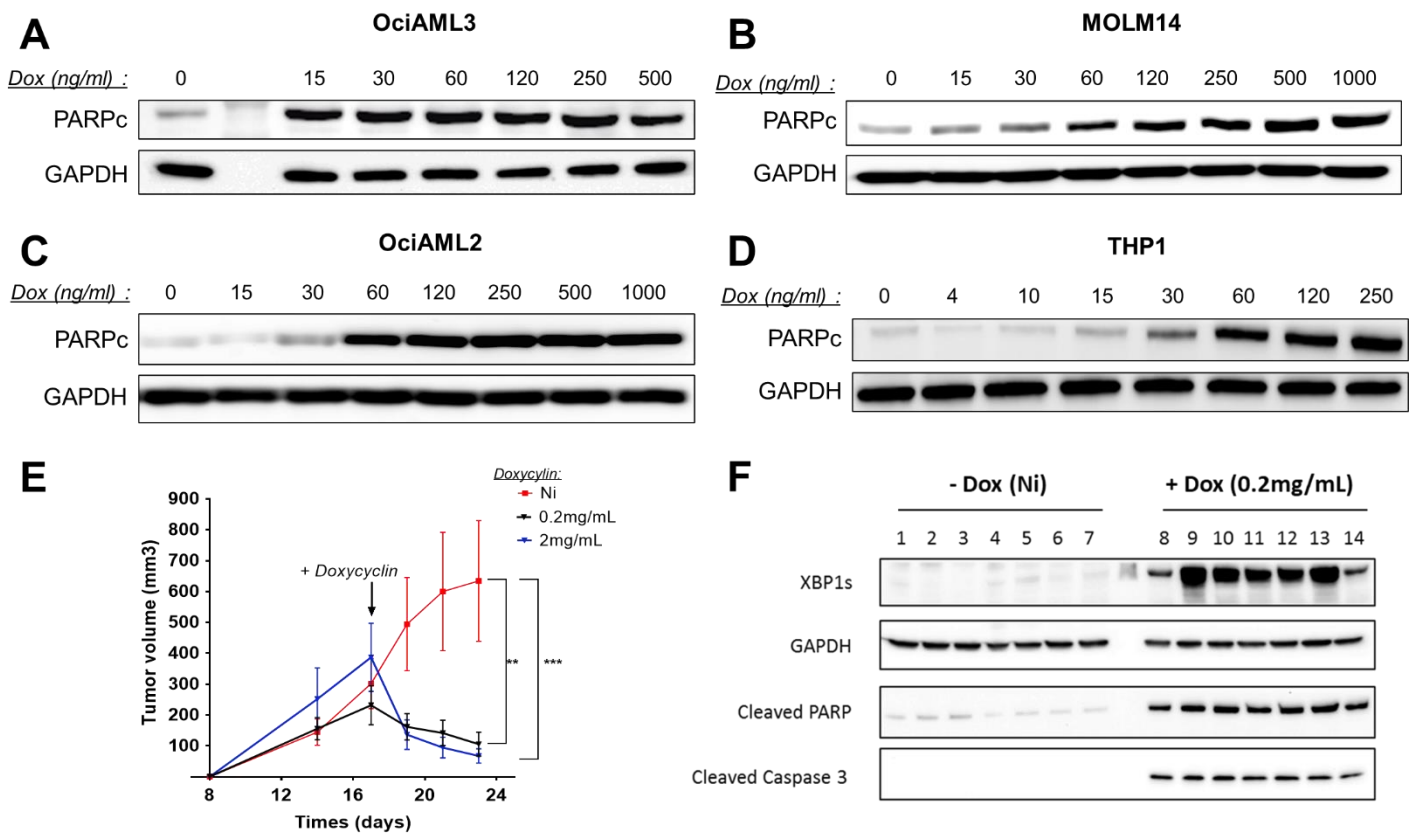 A
OciAML3
Dox (ng/ml) : 0 15 30 60 120 250 500
PARPc
GAPDH
B
MOLM14
Dox (ng/ml) : 0 15 30 60 120 250 500 1000
PARPc
GAPDH
C
OciAML2
Dox (ng/ml) : 0 15 30 60 120 250 500 1000
PARPc
GAPDH
D
THP1
Dox (ng/ml) : 0 4 10 15 30 60 120 250
PARPc
GAPDH
E
Doxycylin:
Ni
0.2mg/mL
2mg/mL
+ Doxycyclin
Tumor volume (mm3)
900
800
700
600
500
400
300
200
100
** ***
8 12 16 20 24
Times (days)
F
- Dox (Ni) + Dox (0.2mg/mL)
1 2 3 4 5 6 7 8 9 10 11 12 13 14
XBP1s
GAPDH
Cleaved PARP
Cleaved Caspase 3